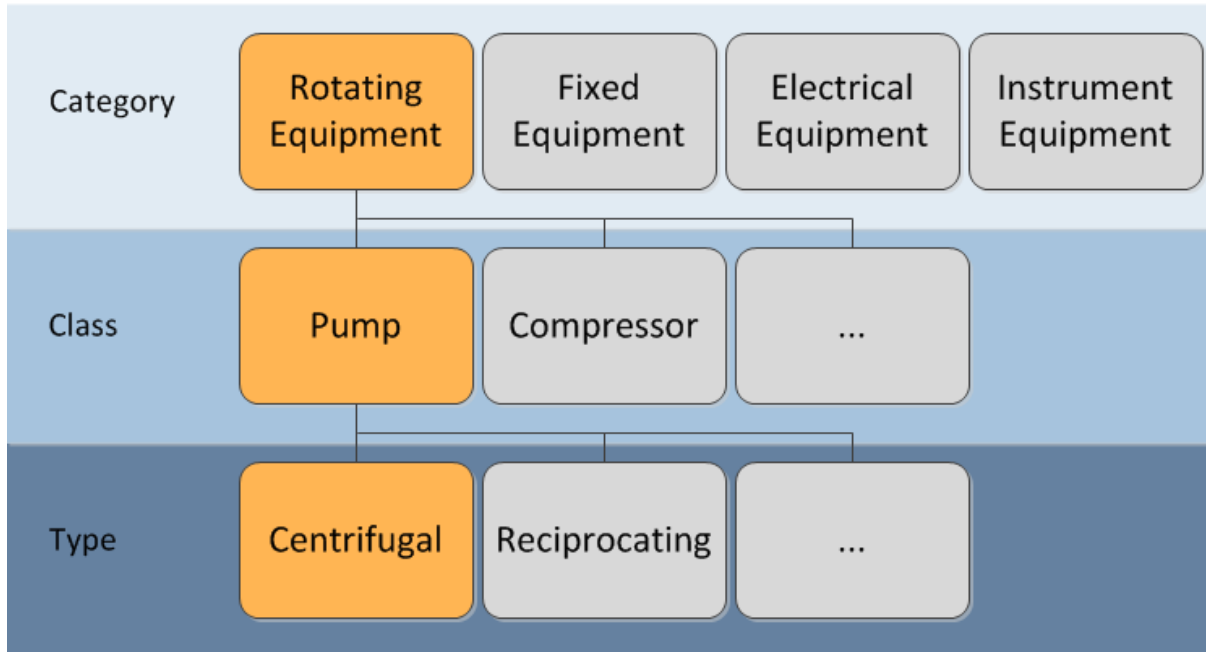 Category
Rotating
Equipment
Fixed
Equipment
Electrical
Equipment
Instrument
Equipment
Class
Pump
Compressor
...
Type
Centrifugal
Reciprocating
...